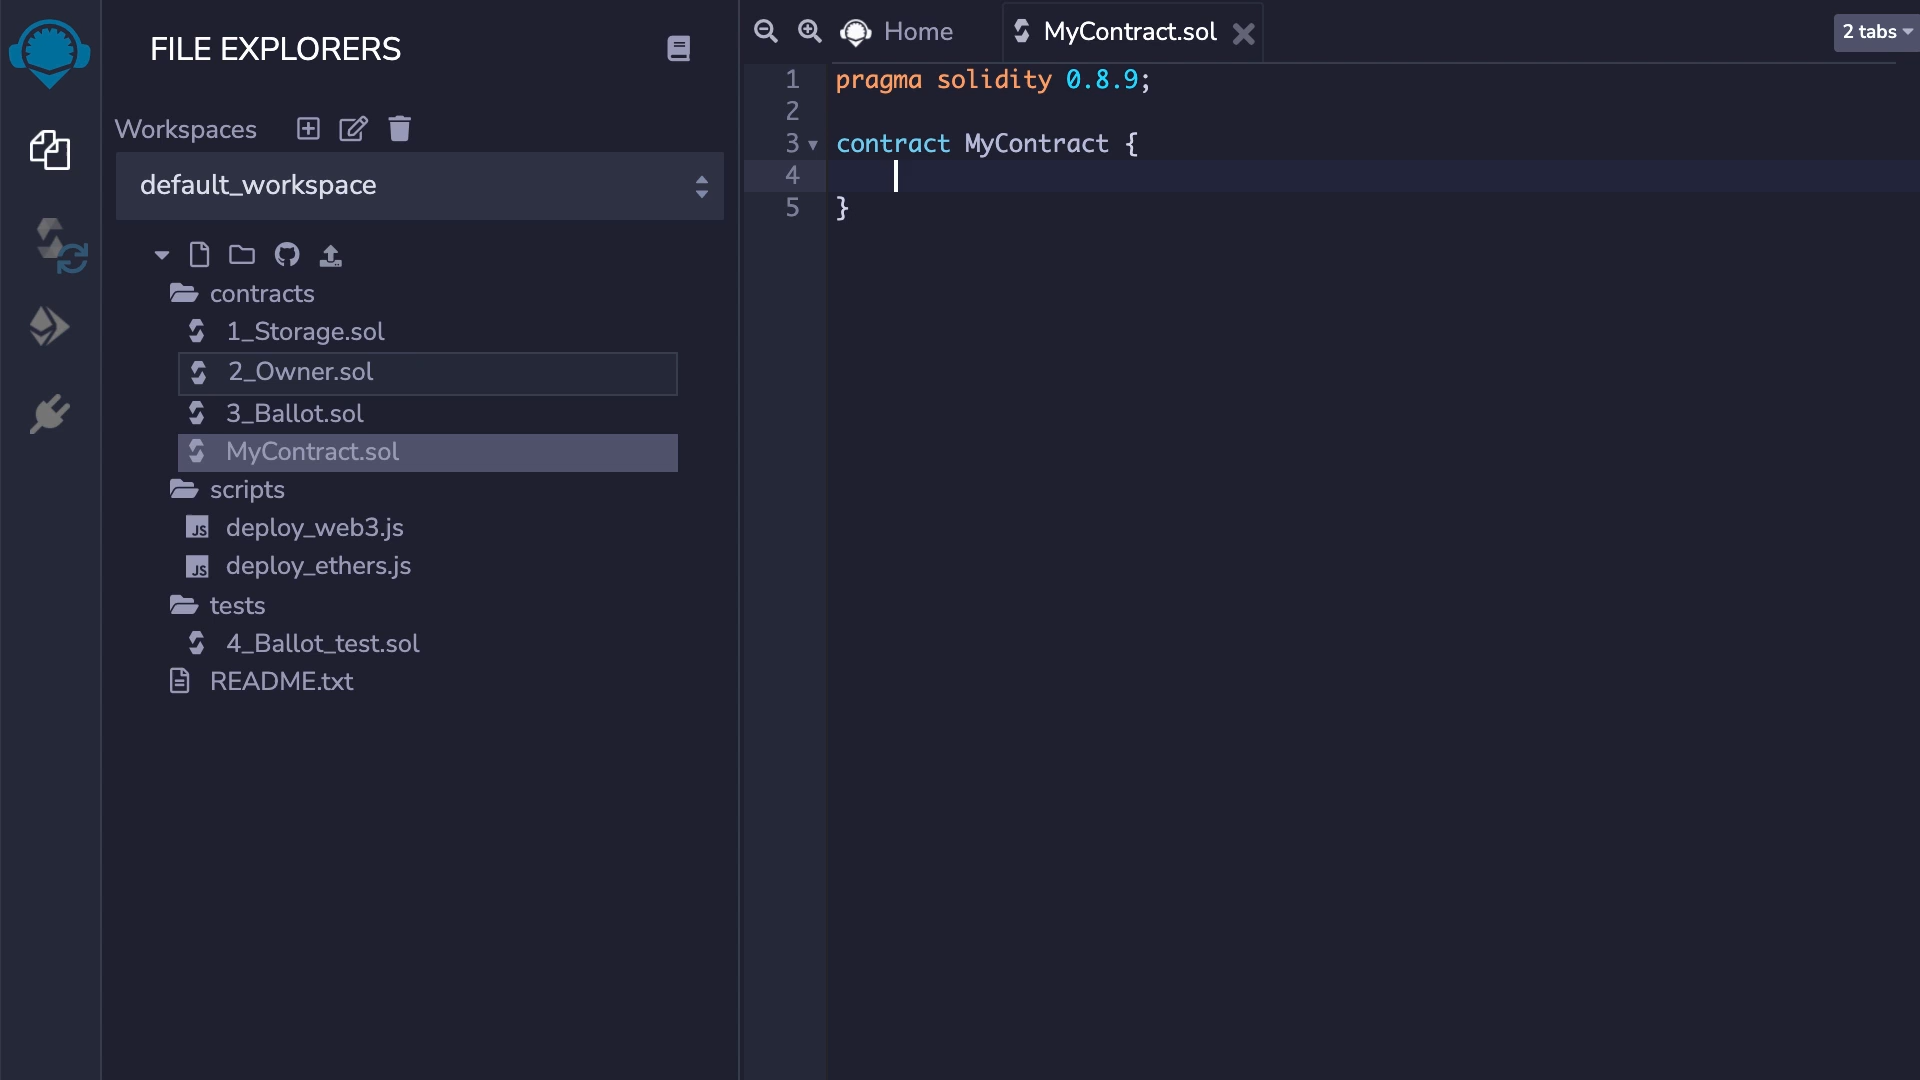 FILE EXPLORERS
Workspaces
default_workspace
contracts
1_Storage.sol
2_Owner.sol
3_Ballot.sol
MyContract.sol
scripts
JS deploy_web3.js
JS deploy_ethers.js
tests
4_Ballot_test.sol
README.txt
Home
MyContract.sol
2 tabs
1 pragma solidity 0.8.9;
2
3 contract MyContract {
4
5 }